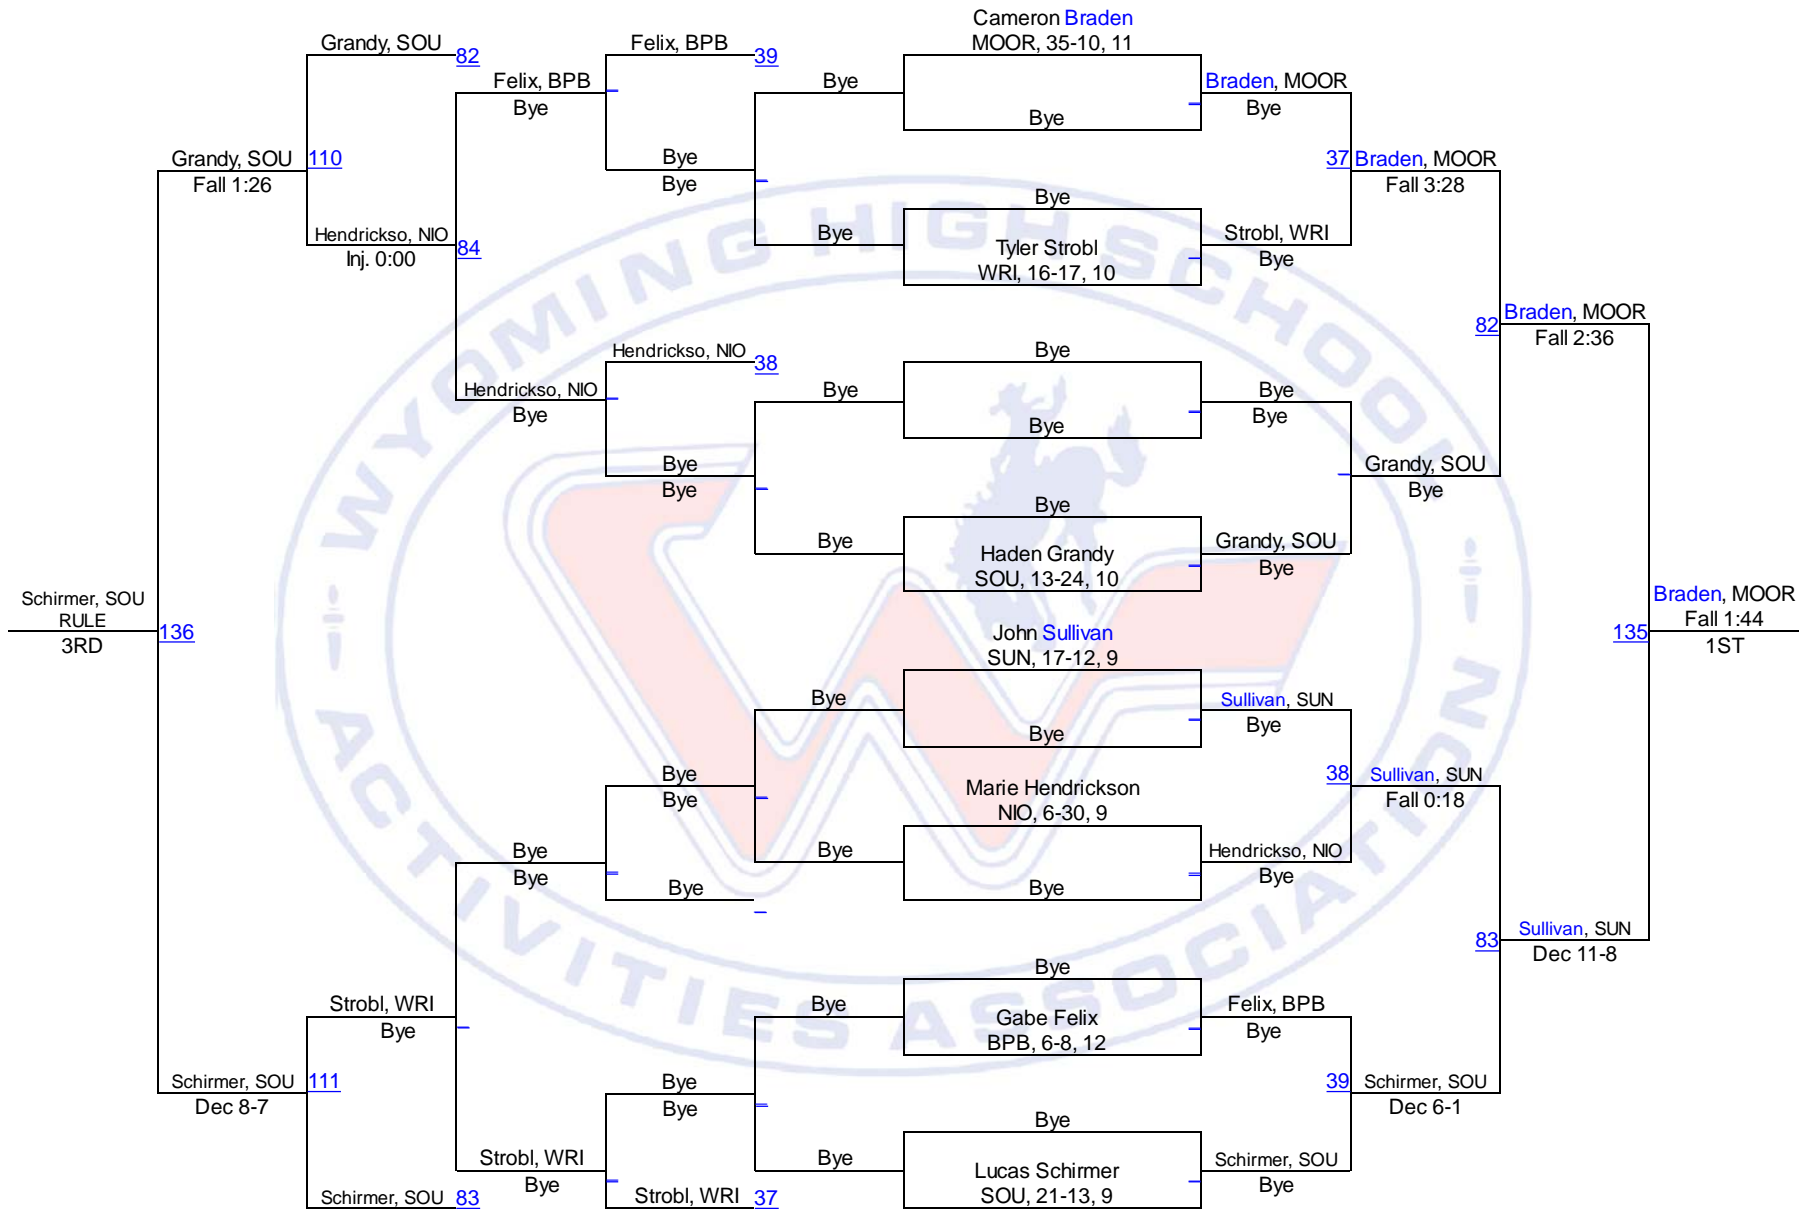 Cameron Braden
MOOR, 35-10, 11
Bye
Bye
Tyler Strobl
WRI, 16-17, 10
Bye
Bye
Bye
Haden Grandy
SOU, 13-24, 10
John Sullivan
SUN, 17-12, 9
Bye
Marie Hendrickson
NIO, 6-30, 9
Bye
Bye
Gabe Felix
BPB, 6-8, 12
Bye
Lucas Schirmer
SOU, 21-13, 9
Braden, MOOR
Bye
Strobl, WRI
Bye
Bye
Bye
Grandy, SOU
Bye
Sullivan, SUN
Bye
Hendrickso, NIO
Bye
Felix, BPB
Bye
Schirmer, SOU
Bye
37 Braden, MOOR
Fall 3:28
Grandy, SOU
Bye
38 Sullivan, SUN
Fall 0:18
39 Schirmer, SOU
Dec 6-1
82 Braden, MOOR
Fall 2:36
83 Sullivan, SUN
Dec 11-8
135 Braden, MOOR
Fall 1:44
1ST
Bye
Bye
Bye
Bye
Bye
Bye
Bye
Bye
Felix, BPB 39
Bye
Bye
Hendrickso, NIO 38
Bye
Bye
Bye
Bye
Bye
Bye
Bye
Strobl, WRI 37
Felix, BPB
Bye
Hendrickso, NIO
Bye
Bye
Bye
Strobl, WRI
Bye
Grandy, SOU 82
Hendrickso, NIO 84
Inj. 0:00
Strobl, WRI
Bye
Schirmer, SOU 83
Grandy, SOU 110
Fall 1:26
Schirmer, SOU 111
Dec 8-7
Schirmer, SOU
RULE
3RD
136
WYOMING HIGH SCHOOL
ACTIVITIES ASSOCIATION